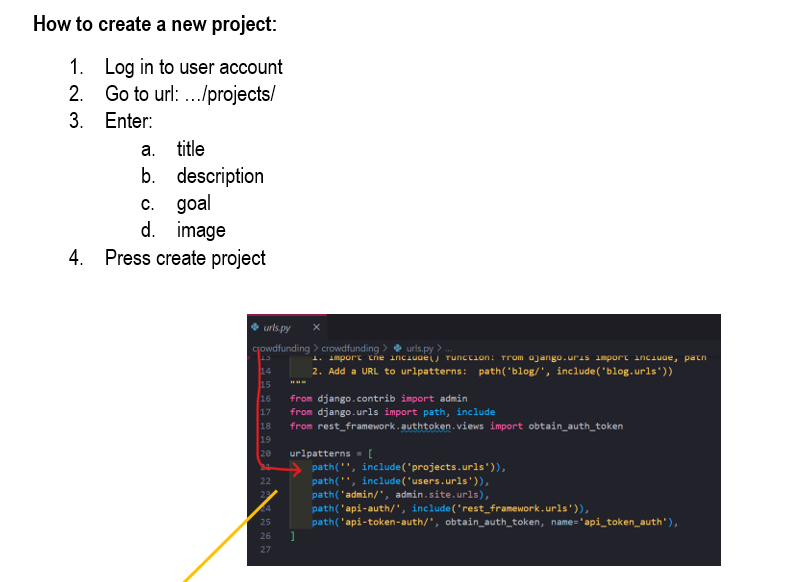 How to create a new project:
1. Log in to user account
2. Go to url: …/projects/
3. Enter:
a. title
b. description
c. goal
d. image
4. Press create project
urls.py ×
crowdfunding > crowdfunding > urls.py > ...
13 1. Import the include() function: from django.urls import include, path
14 2. Add a URL to urlpatterns: path('blog/', include('blog.urls'))
15 """
16 from django.contrib import admin
17 from django.urls import path, include
18 from rest_framework.authtoken.views import obtain_auth_token
19
20 urlpatterns = [
21 path('', include('projects.urls')),
22 path('', include('users.urls')),
23 path('admin/', admin.site.urls),
24 path('api-auth/', include('rest_framework.urls')),
25 path('api-token-auth/', obtain_auth_token, name='api_token_auth'),
26 ]
27